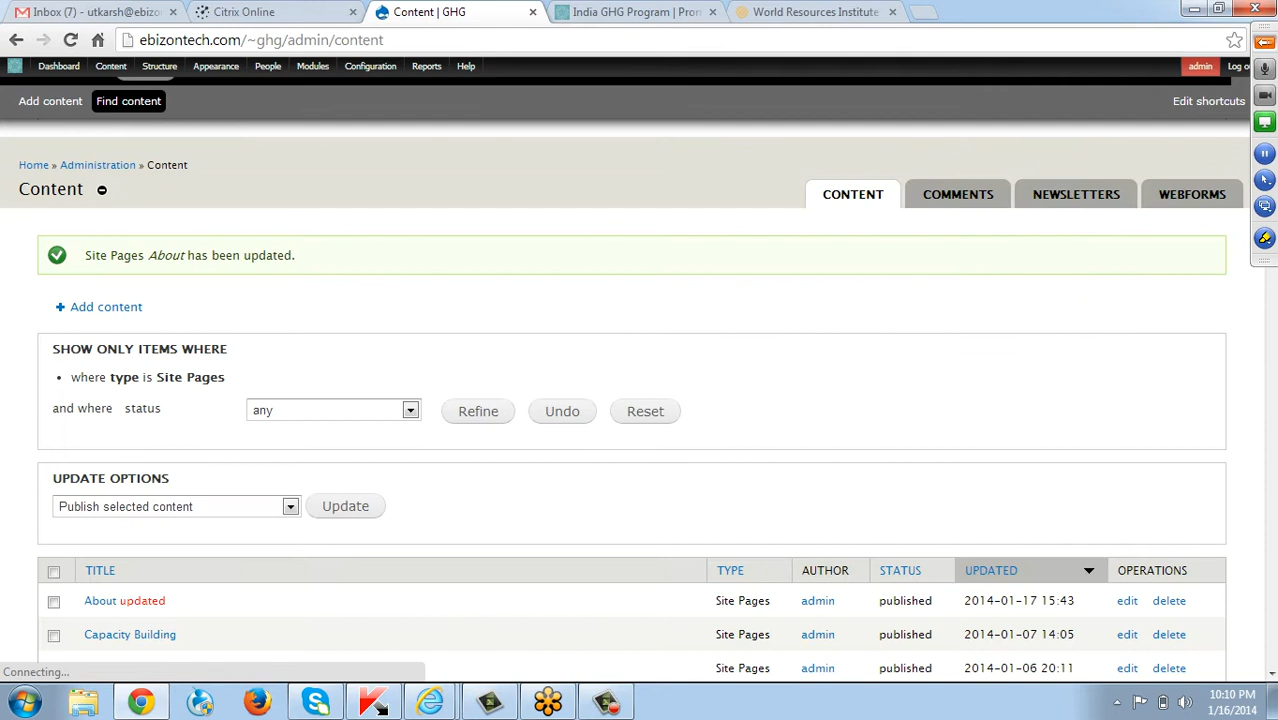 Inbox (7) - utkarsh@ebizo
Citrix Online
Content | GHG
India GHG Program | Pron
World Resources Institute
ebizontech.com/~ghg/admin/content
Dashboard Content Structure Appearance People Modules Configuration Reports Help admin Log o
Add content Find content Edit shortcuts
Home » Administration » Content
Content
CONTENT COMMENTS NEWSLETTERS WEBFORMS
Site Pages About has been updated.
+ Add content
SHOW ONLY ITEMS WHERE
• where type is Site Pages
and where status any Refine Undo Reset
UPDATE OPTIONS
Publish selected content Update
TITLE TYPE AUTHOR STATUS UPDATED OPERATIONS
About updated Site Pages admin published 2014-01-17 15:43 edit delete
Capacity Building Site Pages admin published 2014-01-07 14:05 edit delete
Site Pages admin published 2014-01-06 20:11 edit delete
Connecting...
10:10 PM
1/16/2014